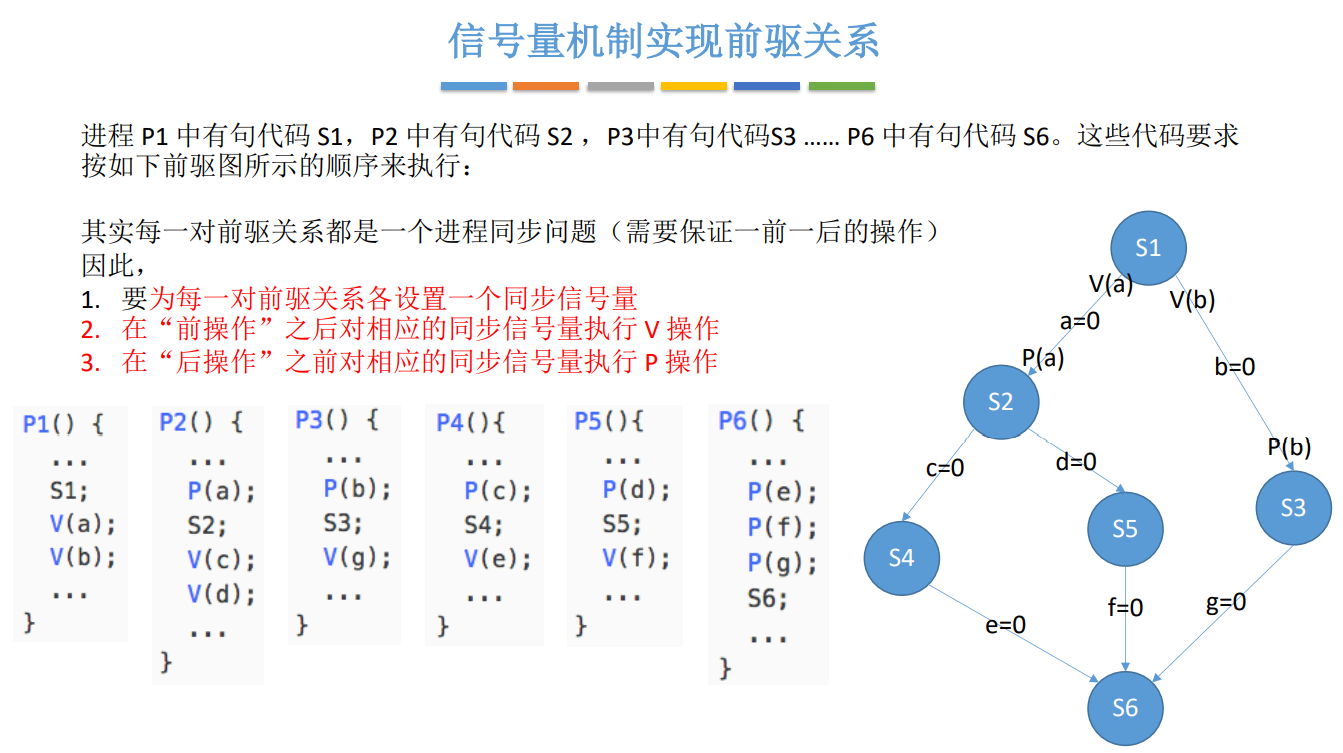 信号量机制实现前驱关系
进程 P1 中有句代码 S1，P2 中有句代码 S2 ，P3中有句代码S3 …… P6 中有句代码 S6。这些代码要求
按如下前驱图所示的顺序来执行：
其实每一对前驱关系都是一个进程同步问题（需要保证一前一后的操作）
因此，
1. 要为每一对前驱关系各设置一个同步信号量
2. 在“前操作”之后对相应的同步信号量执行 V 操作
3. 在“后操作”之前对相应的同步信号量执行 P 操作
P1() {
...
S1;
V(a);
V(b);
...
}
P2() {
...
P(a);
S2;
V(c);
V(d);
...
}
P3() {
...
P(b);
S3;
V(g);
...
}
P4(){
...
P(c);
S4;
V(e);
...
}
P5(){
...
P(d);
S5;
V(f);
...
}
P6() {
...
P(e);
P(f);
P(g);
S6;
...
}
S1
V(a)
V(b)
a=0
P(a)
b=0
S2
P(b)
c=0
d=0
S3
S5
S4
f=0
g=0
e=0
S6